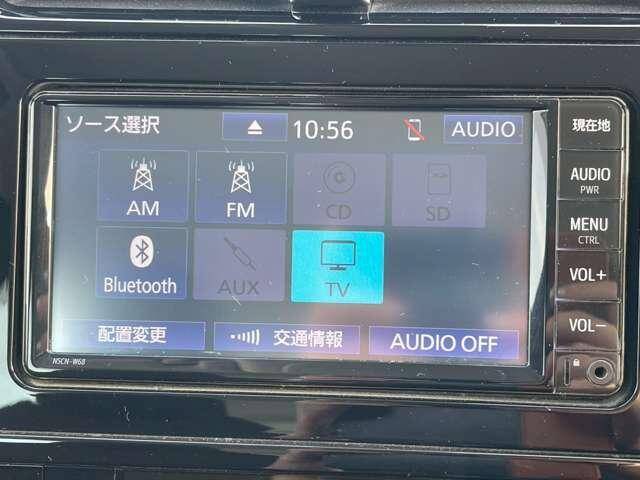 ソース選択
10:56
AUDIO
現在地
AM
FM
CD
SD
AUDIO
PWR
MENU
CTRL
Bluetooth
AUX
TV
VOL+
VOL-
配置変更
交通情報
AUDIO OFF
NSCN-W68